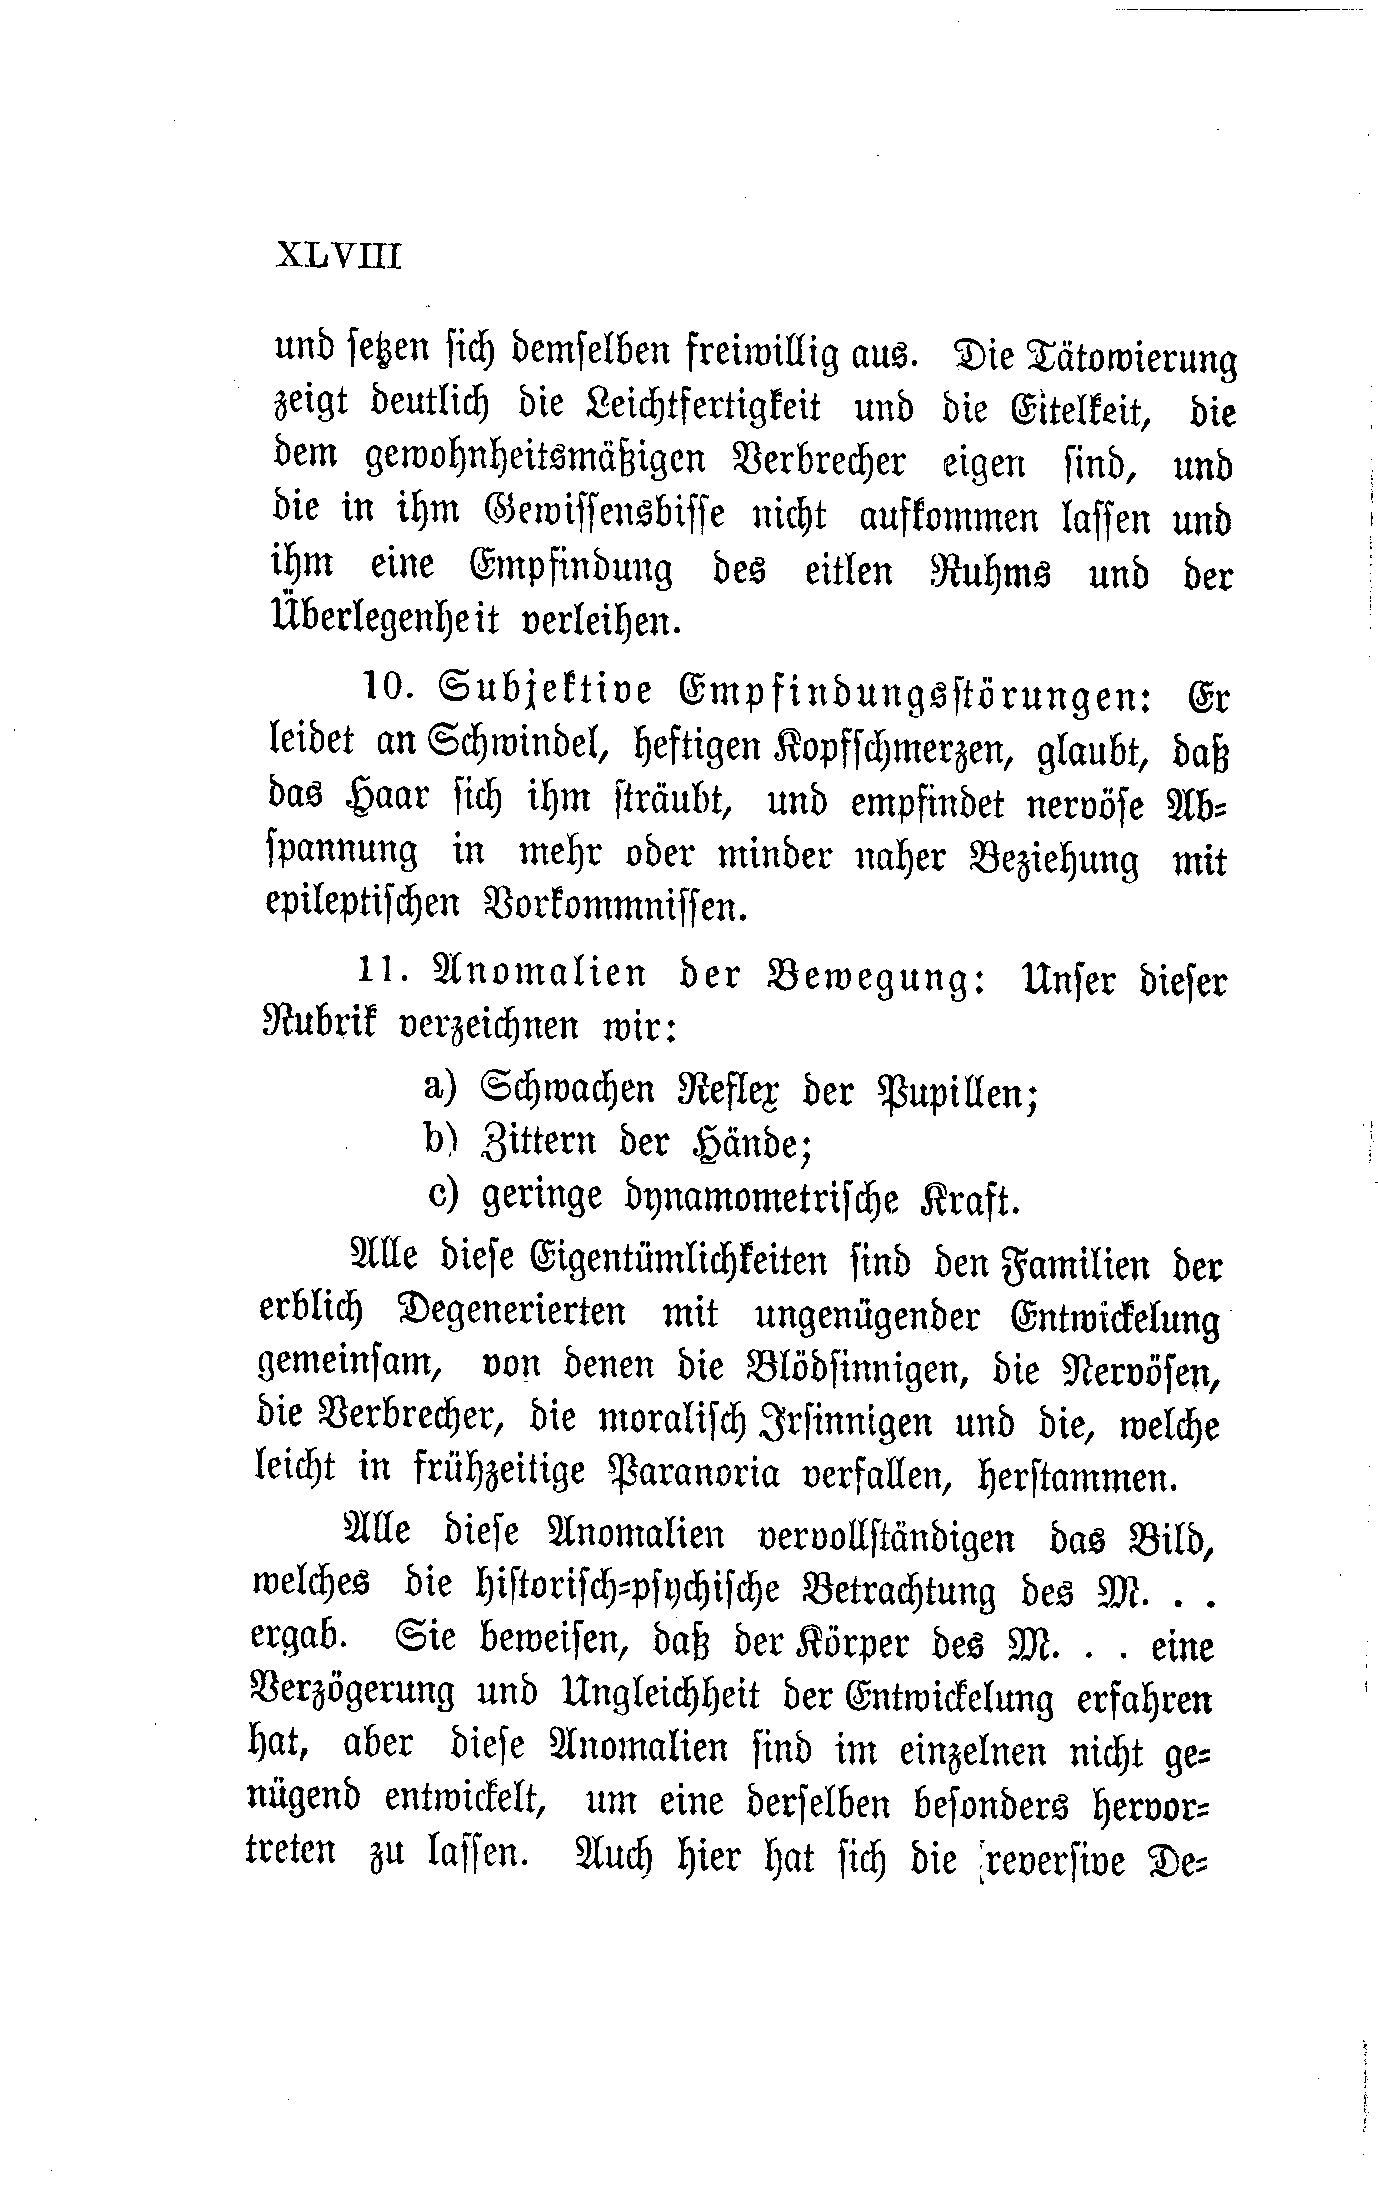 XLVIII
und setzen sich demselben freiwillig aus. Die Tätowierung
zeigt deutlich die Leichtfertigkeit und die Eitelkeit, die
dem gewohnheitsmäßigen Verbrecher eigen sind, und
die in ihm Gewissensbisse nicht aufkommen lassen und
ihm eine Empfindung des eitlen Ruhms und der
Überlegenheit verleihen.
10. Subjektive Empfindungsstörungen: Er
leidet an Schwindel, heftigen Kopfschmerzen, glaubt, daß
das Haar sich ihm sträubt, und empfindet nervöse Ab-
spannung in mehr oder minder naher Beziehung mit
epileptischen Vorkommnissen.
11. Anomalien der Bewegung: Unser dieser
Rubrik verzeichnen wir:
a) Schwachen Reflex der Pupillen;
b) Zittern der Hände;
c) geringe dynamometrische Kraft.
Alle diese Eigentümlichkeiten sind den Familien der
erblich Degenerierten mit ungenügender Entwickelung
gemeinsam, von denen die Blödsinnigen, die Nervösen,
die Verbrecher, die moralisch Irsinnigen und die, welche
leicht in frühzeitige Paranoria verfallen, herstammen.
Alle diese Anomalien vervollständigen das Bild,
welches die historisch-psychische Betrachtung des M. . .
ergab. Sie beweisen, daß der Körper des M. . . eine
Verzögerung und Ungleichheit der Entwickelung erfahren
hat, aber diese Anomalien sind im einzelnen nicht ge-
nügend entwickelt, um eine derselben besonders hervor-
treten zu lassen. Auch hier hat sich die reversive De-